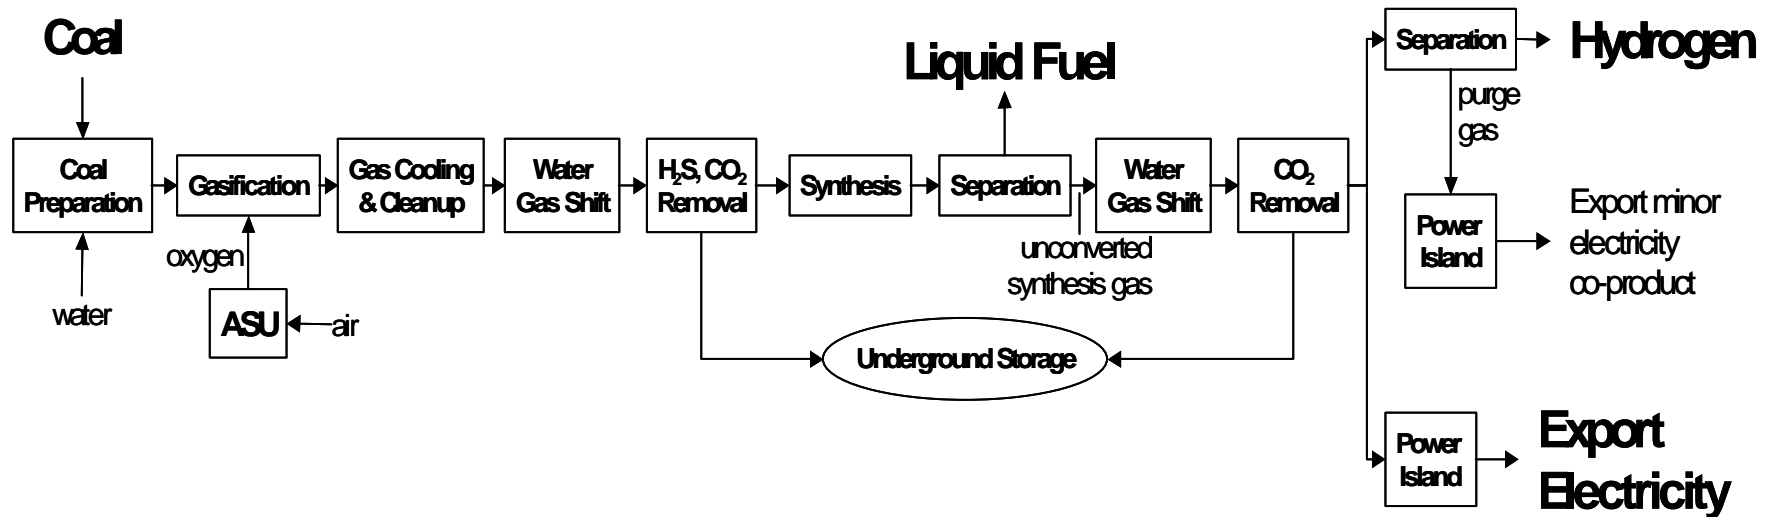 Coal
Liquid Fuel
Separation
Hydrogen
purge
gas
Coal
Preparation
Gasification
Gas Cooling
& Cleanup
Water
Gas Shift
H₂S, CO₂
Removal
Synthesis
Separation
Water
Gas Shift
CO₂
Removal
Power
Island
Export minor
electricity
co-product
oxygen
unconverted
synthesis gas
water
ASU
air
Underground Storage
Power
Island
Export
Electricity